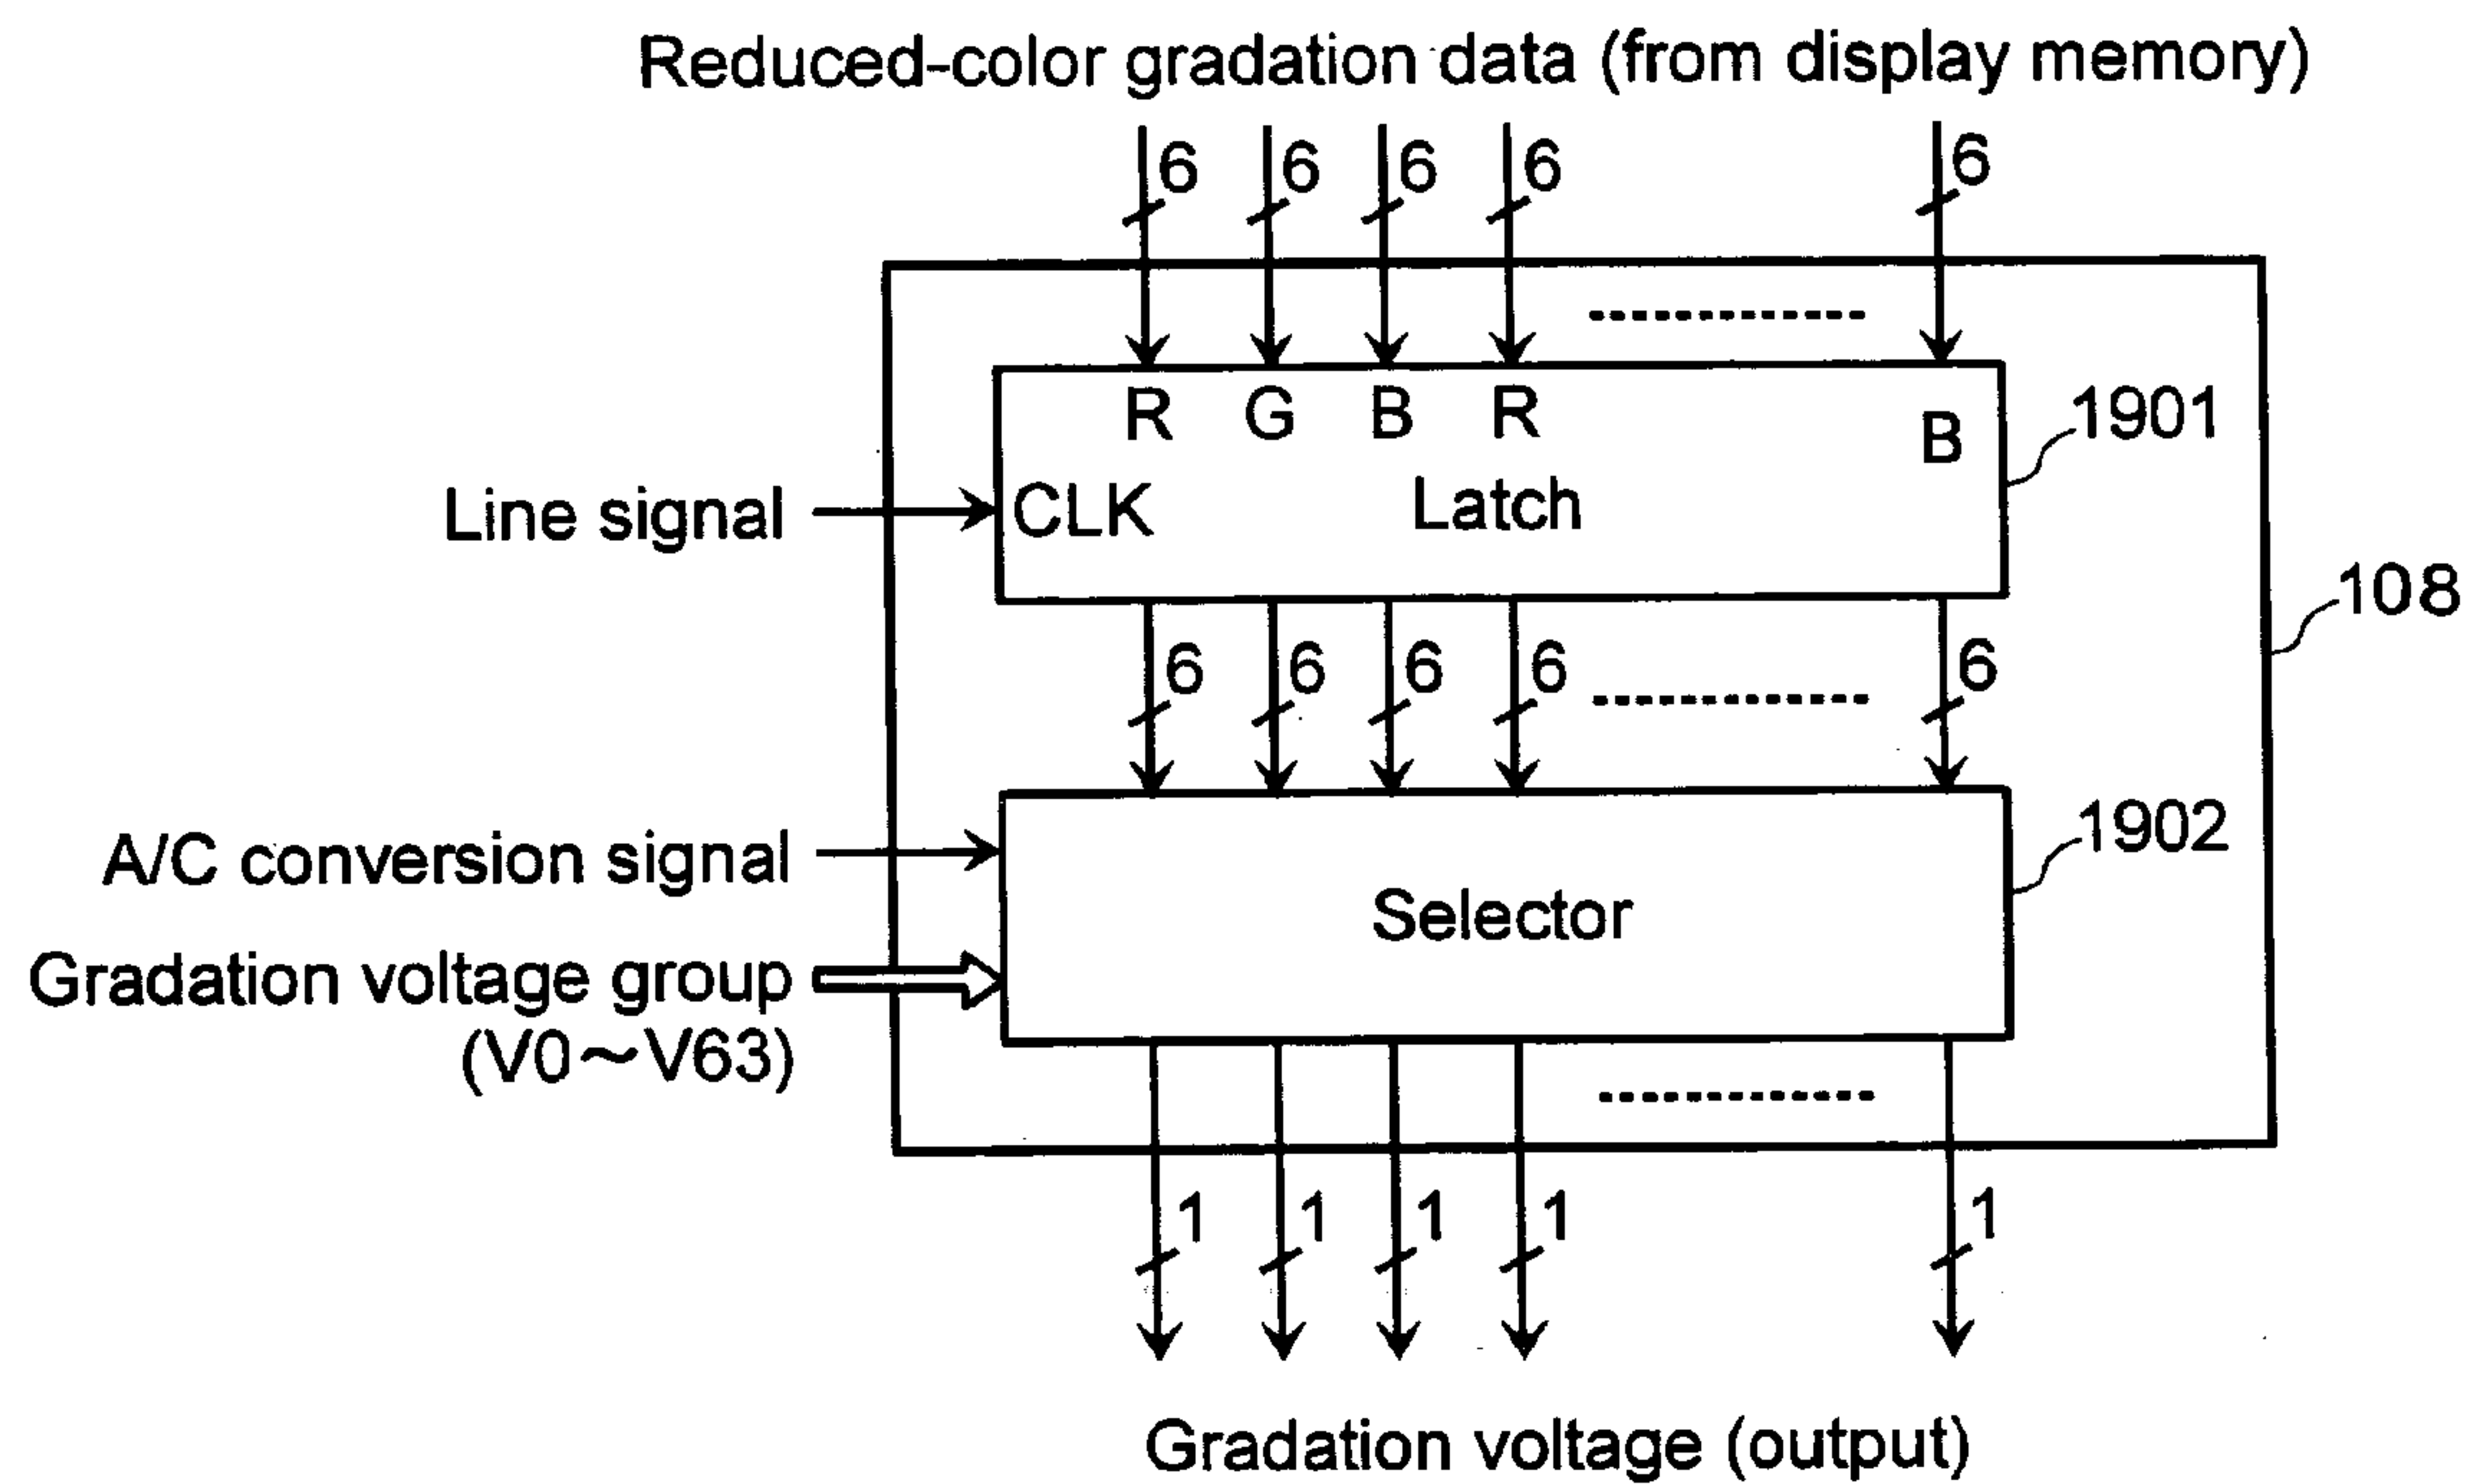 Reduced-color gradation data (from display memory)
6 6 6 6 6
R G B R B
1901
Line signal
CLK
Latch
108
6 6 6 6 6
1902
A/C conversion signal
Selector
Gradation voltage group
(V0～V63)
1 1 1 1 1
Gradation voltage (output)